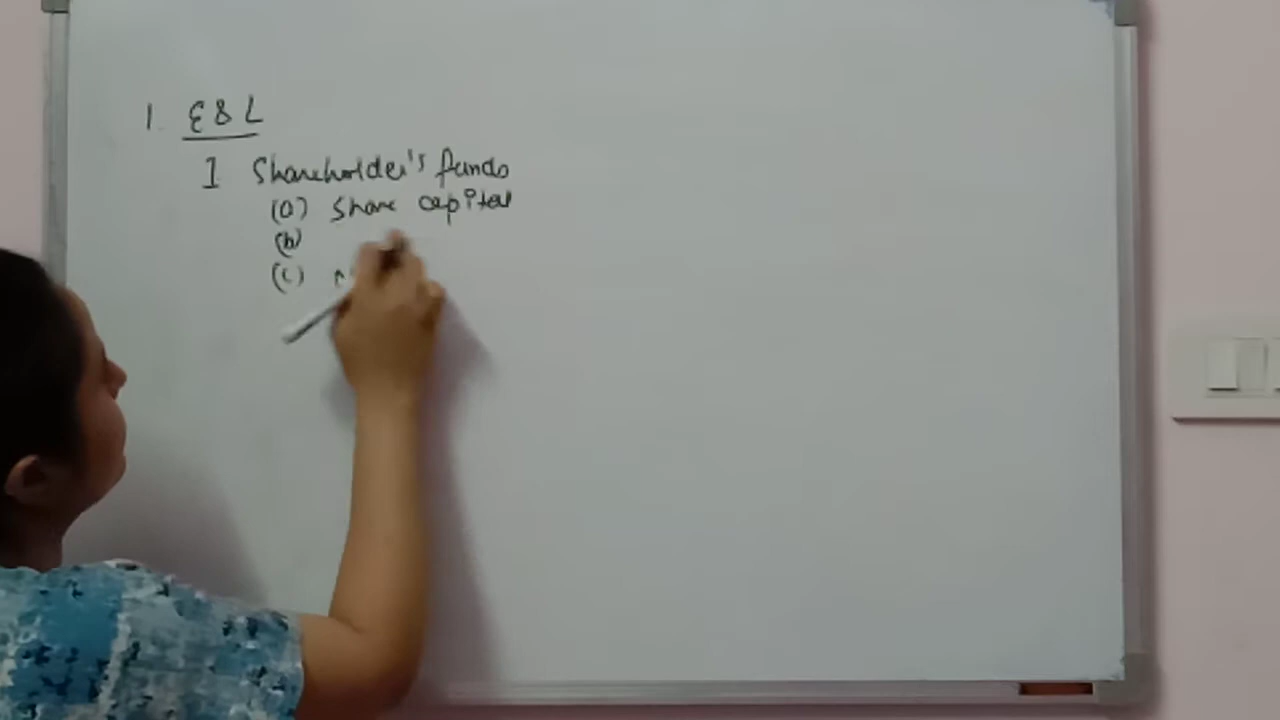 1. E&L
I Shareholder's funds
(a) Share capital
(b)
(c)